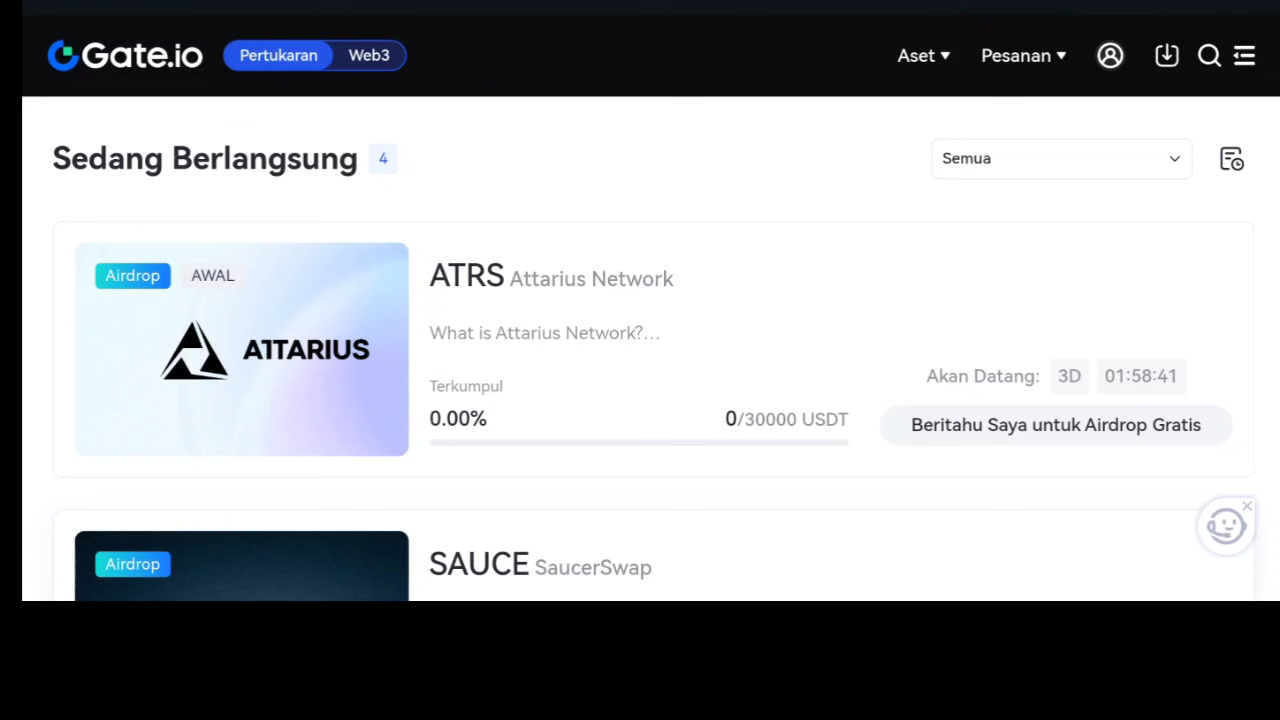 Gate.io
Pertukaran
Web3
Aset
Pesanan
Sedang Berlangsung 4
Semua
Airdrop
AWAL
ATTARIUS
ATRS Attarius Network
What is Attarius Network?...
Terkumpul
0.00%
0/30000 USDT
Akan Datang: 3D 01:58:41
Beritahu Saya untuk Airdrop Gratis
Airdrop
SAUCE SaucerSwap